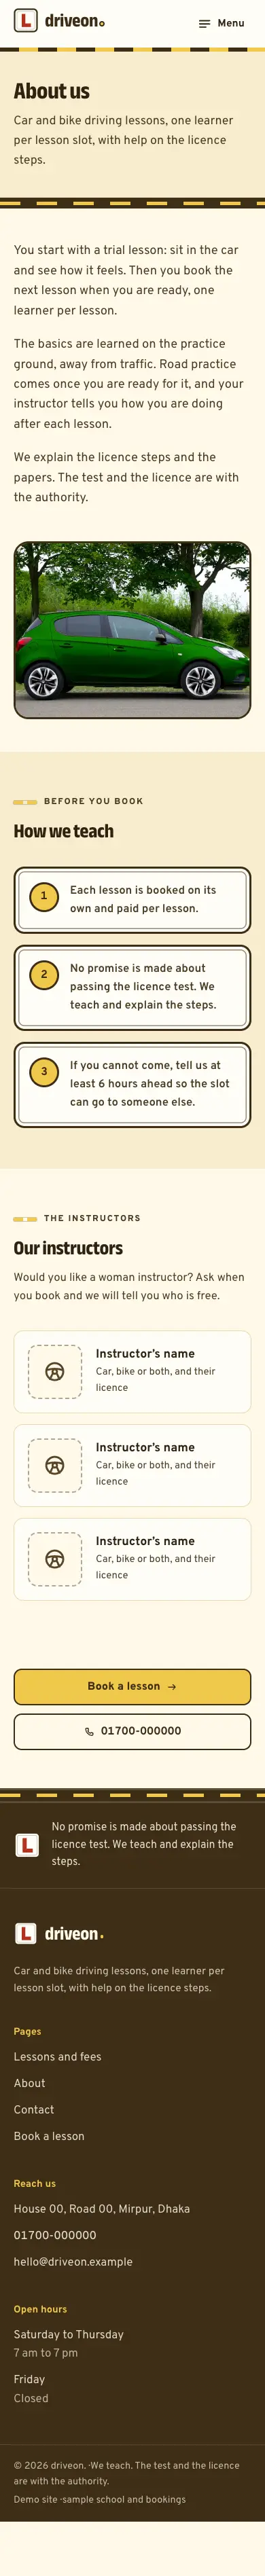 L driveon
Menu
About us
Car and bike driving lessons, one learner
per lesson slot, with help on the licence
steps.
You start with a trial lesson: sit in the car
and see how it feels. Then you book the
next lesson when you are ready, one
learner per lesson.
The basics are learned on the practice
ground, away from traffic. Road practice
comes once you are ready for it, and your
instructor tells you how you are doing
after each lesson.
We explain the licence steps and the
papers. The test and the licence are with
the authority.
BEFORE YOU BOOK
How we teach
1
Each lesson is booked on its
own and paid per lesson.
2
No promise is made about
passing the licence test. We
teach and explain the steps.
3
If you cannot come, tell us at
least 6 hours ahead so the slot
can go to someone else.
THE INSTRUCTORS
Our instructors
Would you like a woman instructor? Ask when
you book and we will tell you who is free.
Instructor's name
Car, bike or both, and their
licence
Instructor's name
Car, bike or both, and their
licence
Instructor's name
Car, bike or both, and their
licence
Book a lesson →
01700-000000
L
No promise is made about passing the
licence test. We teach and explain the
steps.
L driveon.
Car and bike driving lessons, one learner per
lesson slot, with help on the licence steps.
Pages
Lessons and fees
About
Contact
Book a lesson
Reach us
House 00, Road 00, Mirpur, Dhaka
01700-000000
hello@driveon.example
Open hours
Saturday to Thursday
7 am to 7 pm
Friday
Closed
© 2026 driveon. ·We teach. The test and the licence
are with the authority.
Demo site ·sample school and bookings